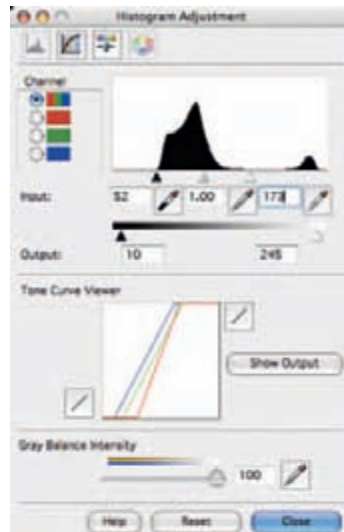 Histogram Adjustment
Channel
Input: 52 1.00 173
Output: 10 245
Tone Curve Viewer
Show Output
Gray Balance Intensity
100
Help Reset Close